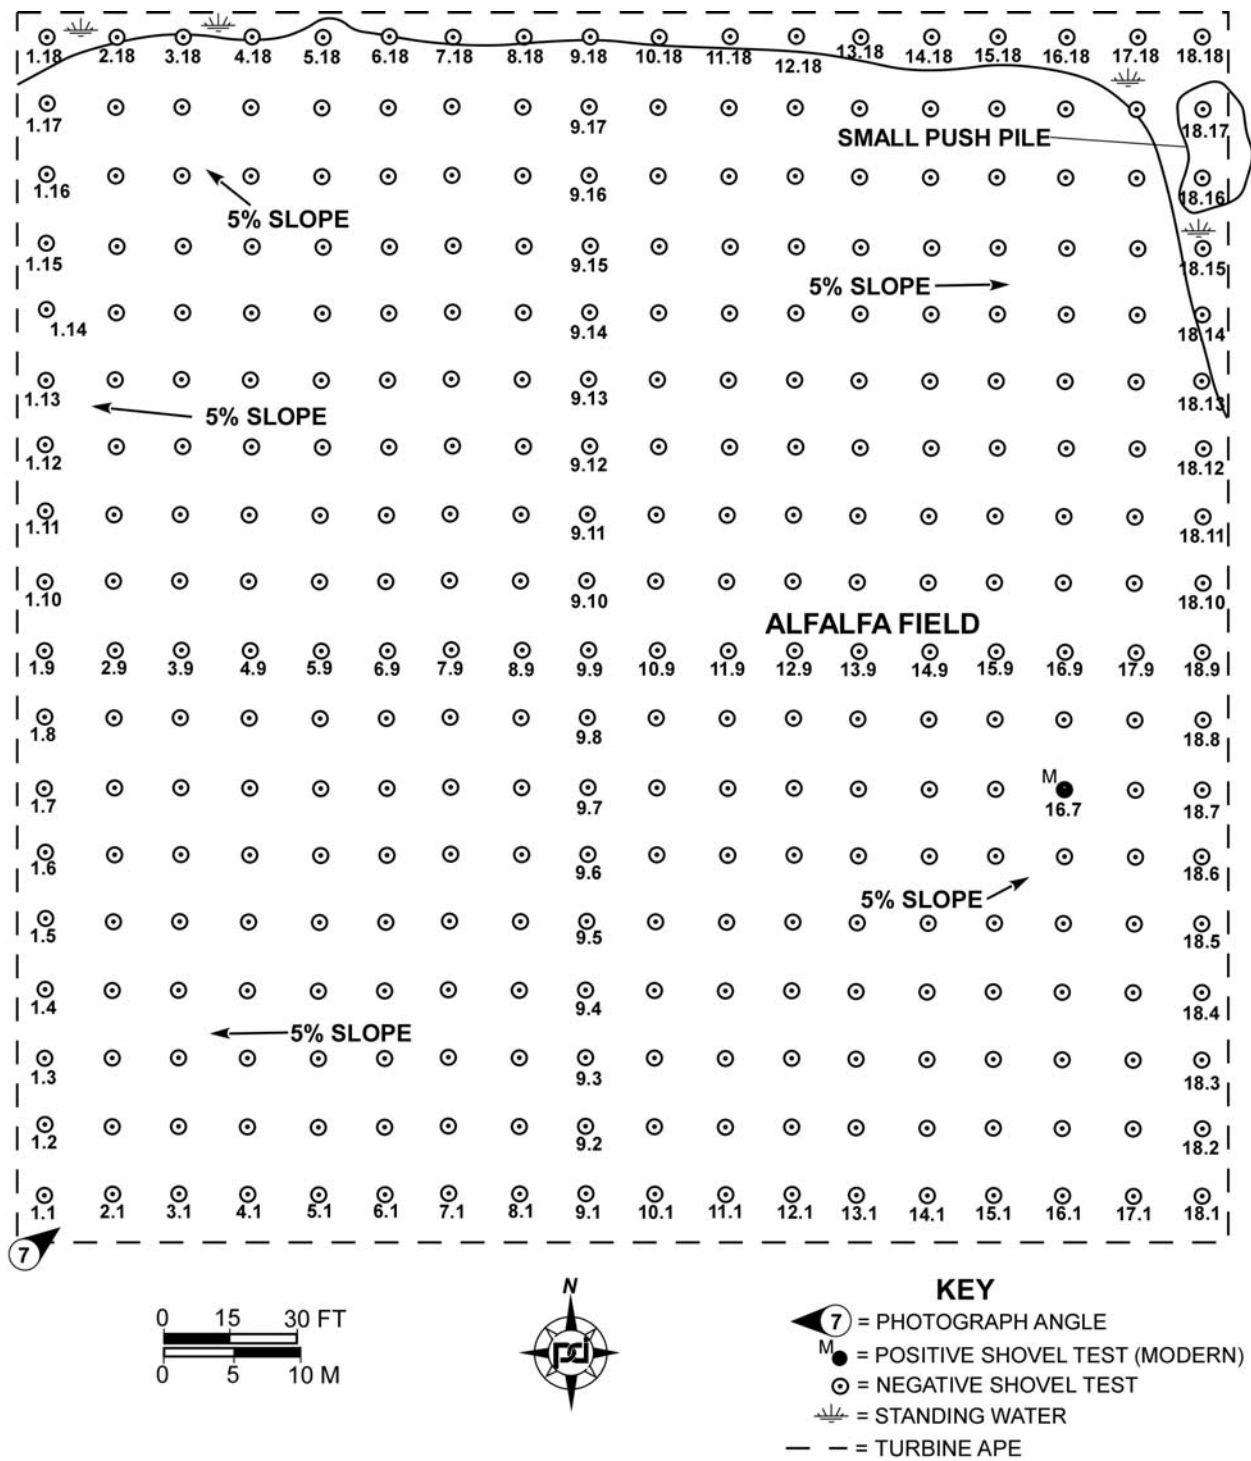 1.18 2.18 3.18 4.18 5.18 6.18 7.18 8.18 9.18 10.18 11.18 12.18 13.18 14.18 15.18 16.18 17.18 18.18
1.17 9.17 18.17
SMALL PUSH PILE
1.16 9.16 18.16
5% SLOPE
1.15 9.15 18.15
5% SLOPE
1.14 9.14 18.14
1.13 9.13 18.13
5% SLOPE
1.12 9.12 18.12
1.11 9.11 18.11
1.10 9.10 18.10
ALFALFA FIELD
1.9 2.9 3.9 4.9 5.9 6.9 7.9 8.9 9.9 10.9 11.9 12.9 13.9 14.9 15.9 16.9 17.9 18.9
1.8 9.8 18.8
M
1.7 9.7 16.7 18.7
1.6 9.6 18.6
5% SLOPE
1.5 9.5 18.5
1.4 9.4 18.4
5% SLOPE
1.3 9.3 18.3
1.2 9.2 18.2
1.1 2.1 3.1 4.1 5.1 6.1 7.1 8.1 9.1 10.1 11.1 12.1 13.1 14.1 15.1 16.1 17.1 18.1
7
0 15 30 FT
0 5 10 M
N
pci
KEY
7 = PHOTOGRAPH ANGLE
M = POSITIVE SHOVEL TEST (MODERN)
= NEGATIVE SHOVEL TEST
= STANDING WATER
= TURBINE APE